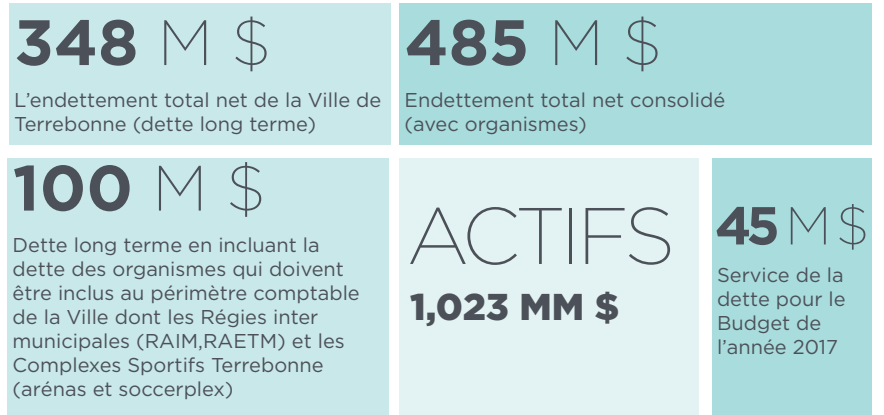 348 M $
L'endettement total net de la Ville de
Terrebonne (dette long terme)
485 M $
Endettement total net consolidé
(avec organismes)
100 M $
Dette long terme en incluant la
dette des organismes qui doivent
être inclus au périmètre comptable
de la Ville dont les Régies inter
municipales (RAIM,RAETM) et les
Complexes Sportifs Terrebonne
(arénas et soccerplex)
ACTIFS
1,023 MM $
45 M $
Service de la
dette pour le
Budget de
l'année 2017